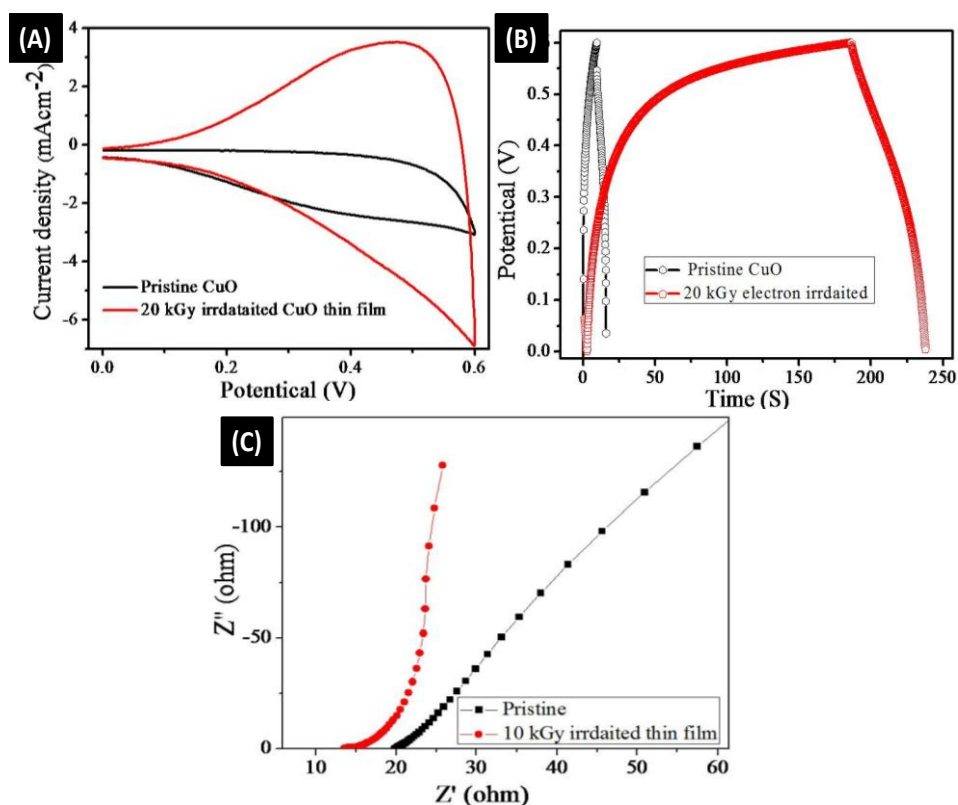 (A)
Current density (mAcm-2)
4
2
0
-2
-4
-6
Pristine CuO
20 kGy irrdataited CuO thin film
0.0
0.2
0.4
0.6
Potentical (V)
(B)
Potentical (V)
0.5
0.4
0.3
0.2
0.1
0.0
Pristine CuO
20 kGy electron irrdaited
0
50
100
150
200
250
Time (S)
(C)
Z'' (ohm)
-100
-50
0
Pristine
10 kGy irrdaited thin film
10
20
30
40
50
60
Z' (ohm)